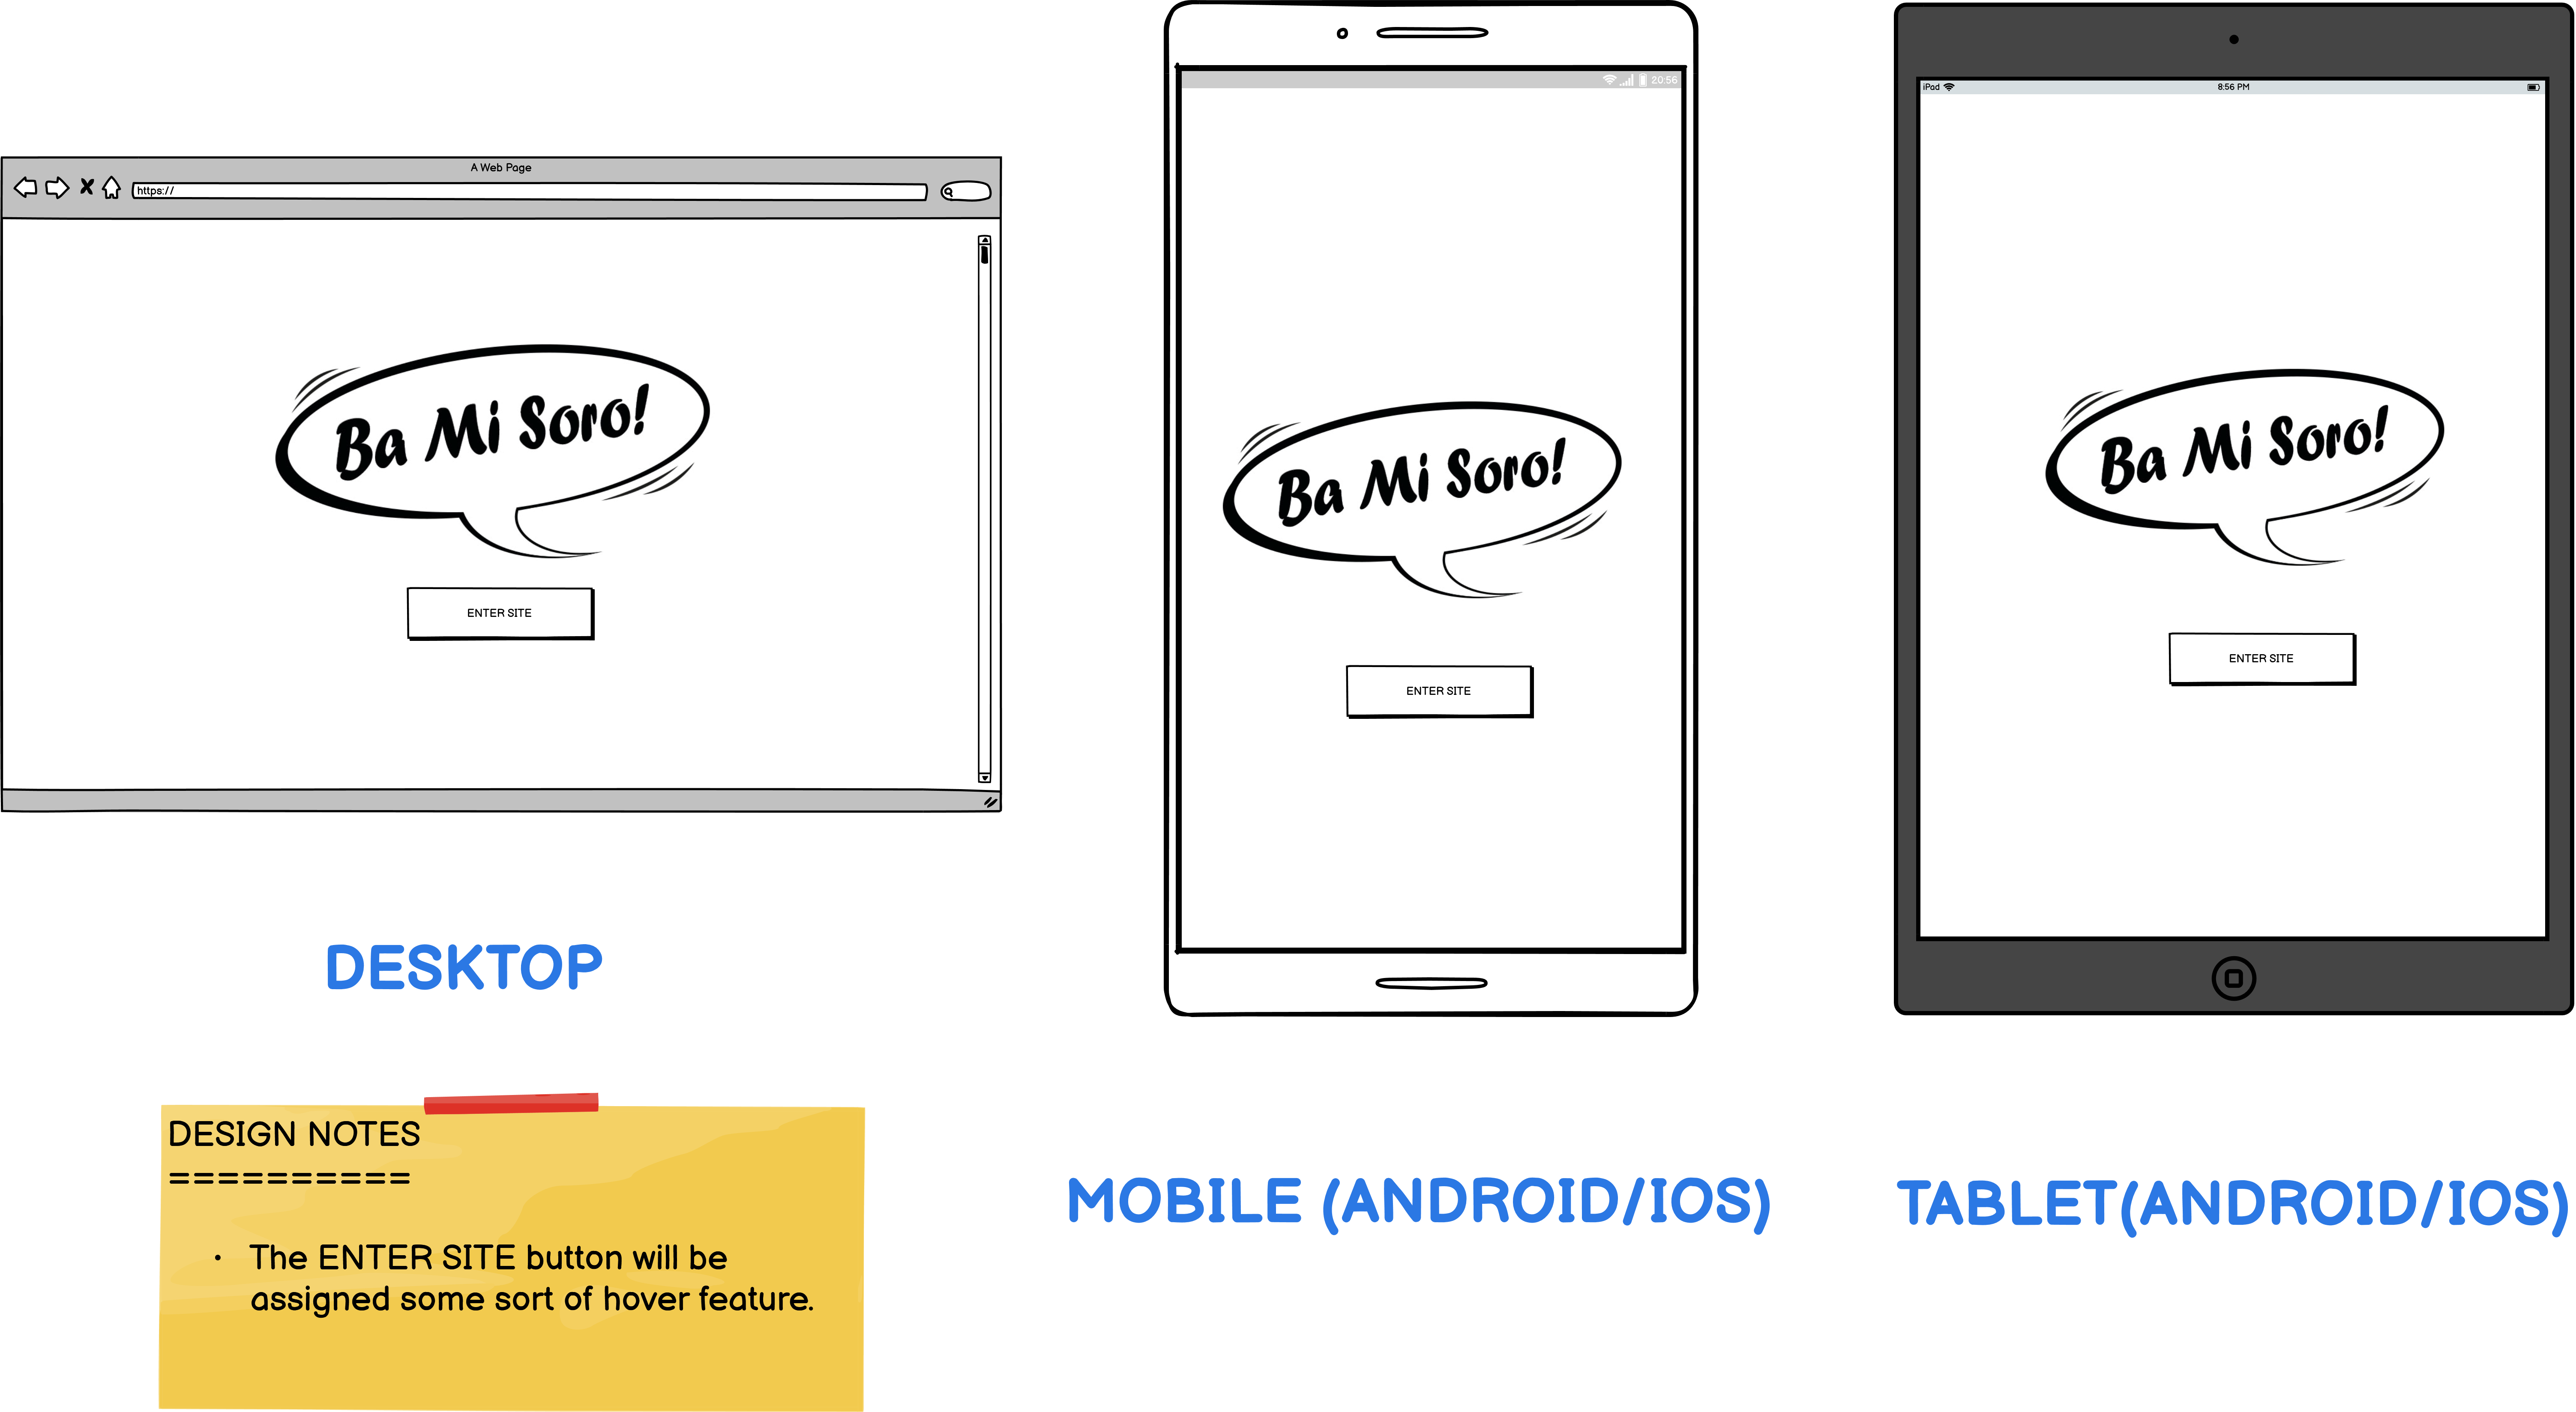 A Web Page
https://
Ba Mi Soro!
ENTER SITE
DESKTOP
20:56
Ba Mi Soro!
ENTER SITE
MOBILE (ANDROID/IOS)
iPad
8:56 PM
Ba Mi Soro!
ENTER SITE
TABLET(ANDROID/IOS)
DESIGN NOTES
==========
• The ENTER SITE button will be
assigned some sort of hover feature.